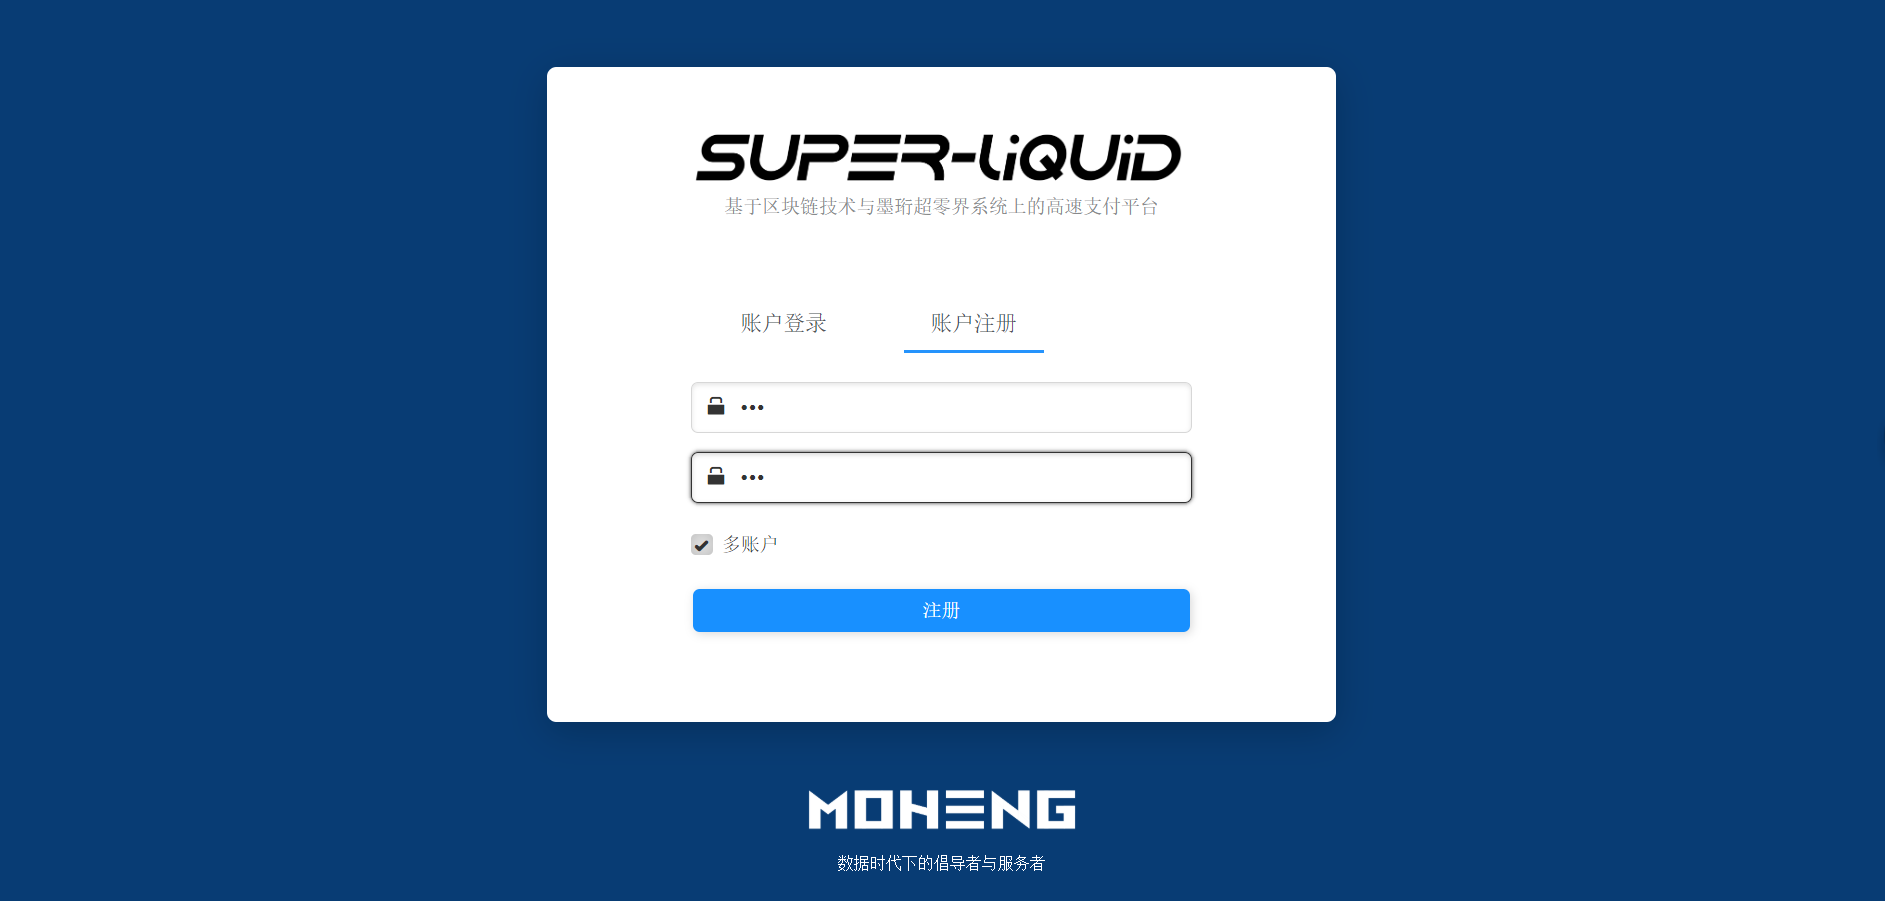 SUPER-LiQUiD
基于区块链技术与墨珩超零界系统上的高速支付平台
账户登录 账户注册
•••
•••
多账户
注册
MOHENG
数据时代下的倡导者与服务者